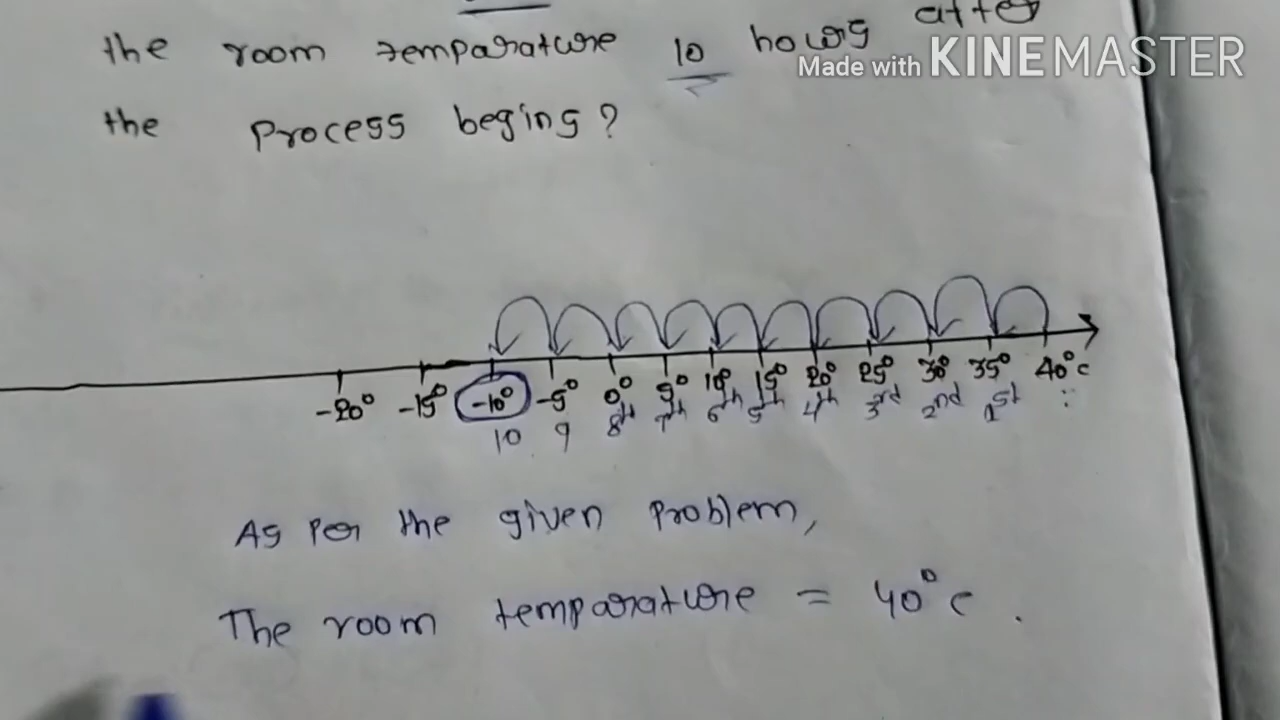 the room temparature 10 hours after
Made with KINEMASTER
the process begins?
-20° -15° -10° -5° 0° 5° 10° 15° 20° 25° 30° 35° 40°c
10 9 8th 7th 6th 5th 4th 3rd 2nd 1st
As per the given problem,
The room temparature = 40°c.